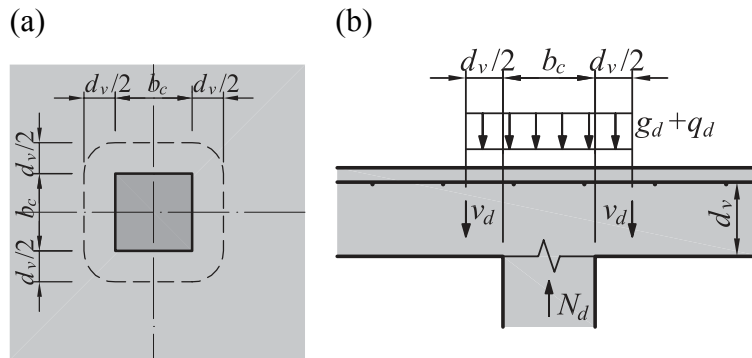 (a)
d_v/2 b_c d_v/2
d_v/2
b_c
d_v/2
(b)
d_v/2 b_c d_v/2
g_d+q_d
v_d v_d
d_v
N_d